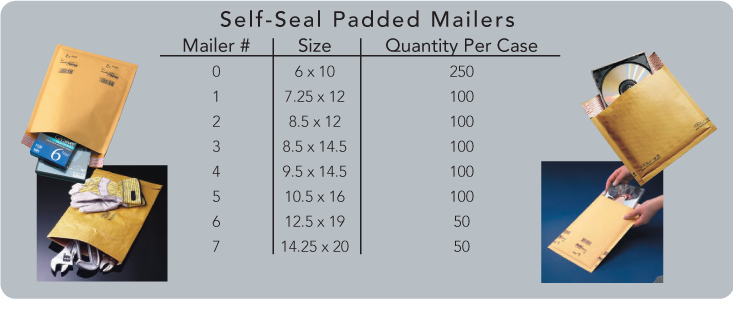 Self-Seal Padded Mailers
Mailer # Size Quantity Per Case
0 6 x 10 250
1 7.25 x 12 100
2 8.5 x 12 100
3 8.5 x 14.5 100
4 9.5 x 14.5 100
5 10.5 x 16 100
6 12.5 x 19 50
7 14.25 x 20 50
6